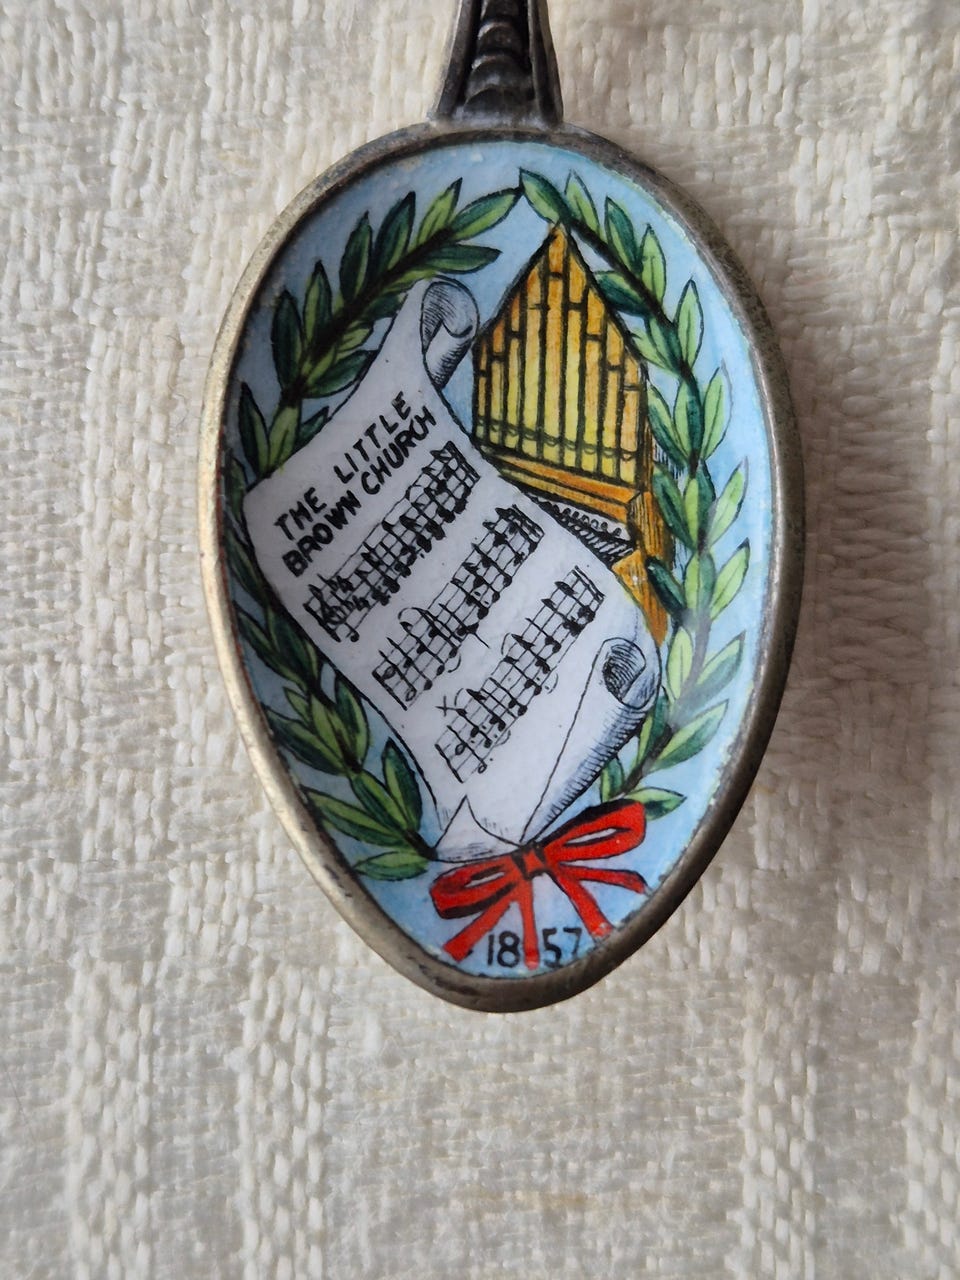 THE LITTLE
BROWN CHURCH
1857